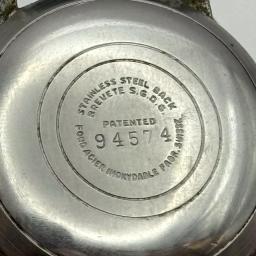 STAINLESS STEEL BACK
BREVETE S.G.D.G.
PATENTED
94574
FOND ACIER INOXYDABLE FABR. SUISSE